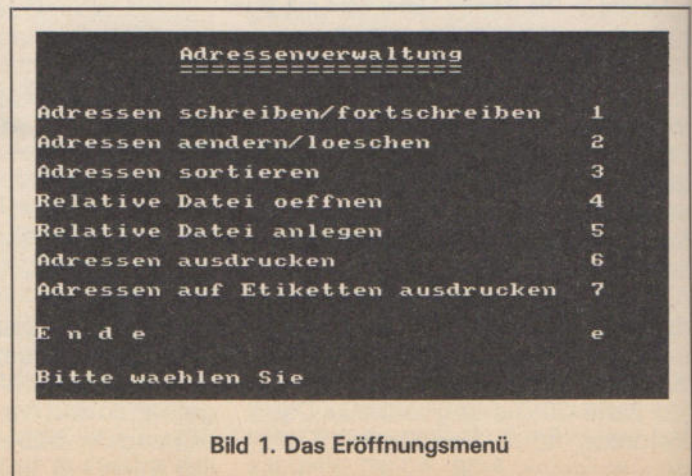 Adressenverwaltung
==================
Adressen schreiben/fortschreiben 1
Adressen aendern/loeschen 2
Adressen sortieren 3
Relative Datei oeffnen 4
Relative Datei anlegen 5
Adressen ausdrucken 6
Adressen auf Etiketten ausdrucken 7
E n d e e
Bitte waehlen Sie
Bild 1. Das Eröffnungsmenü